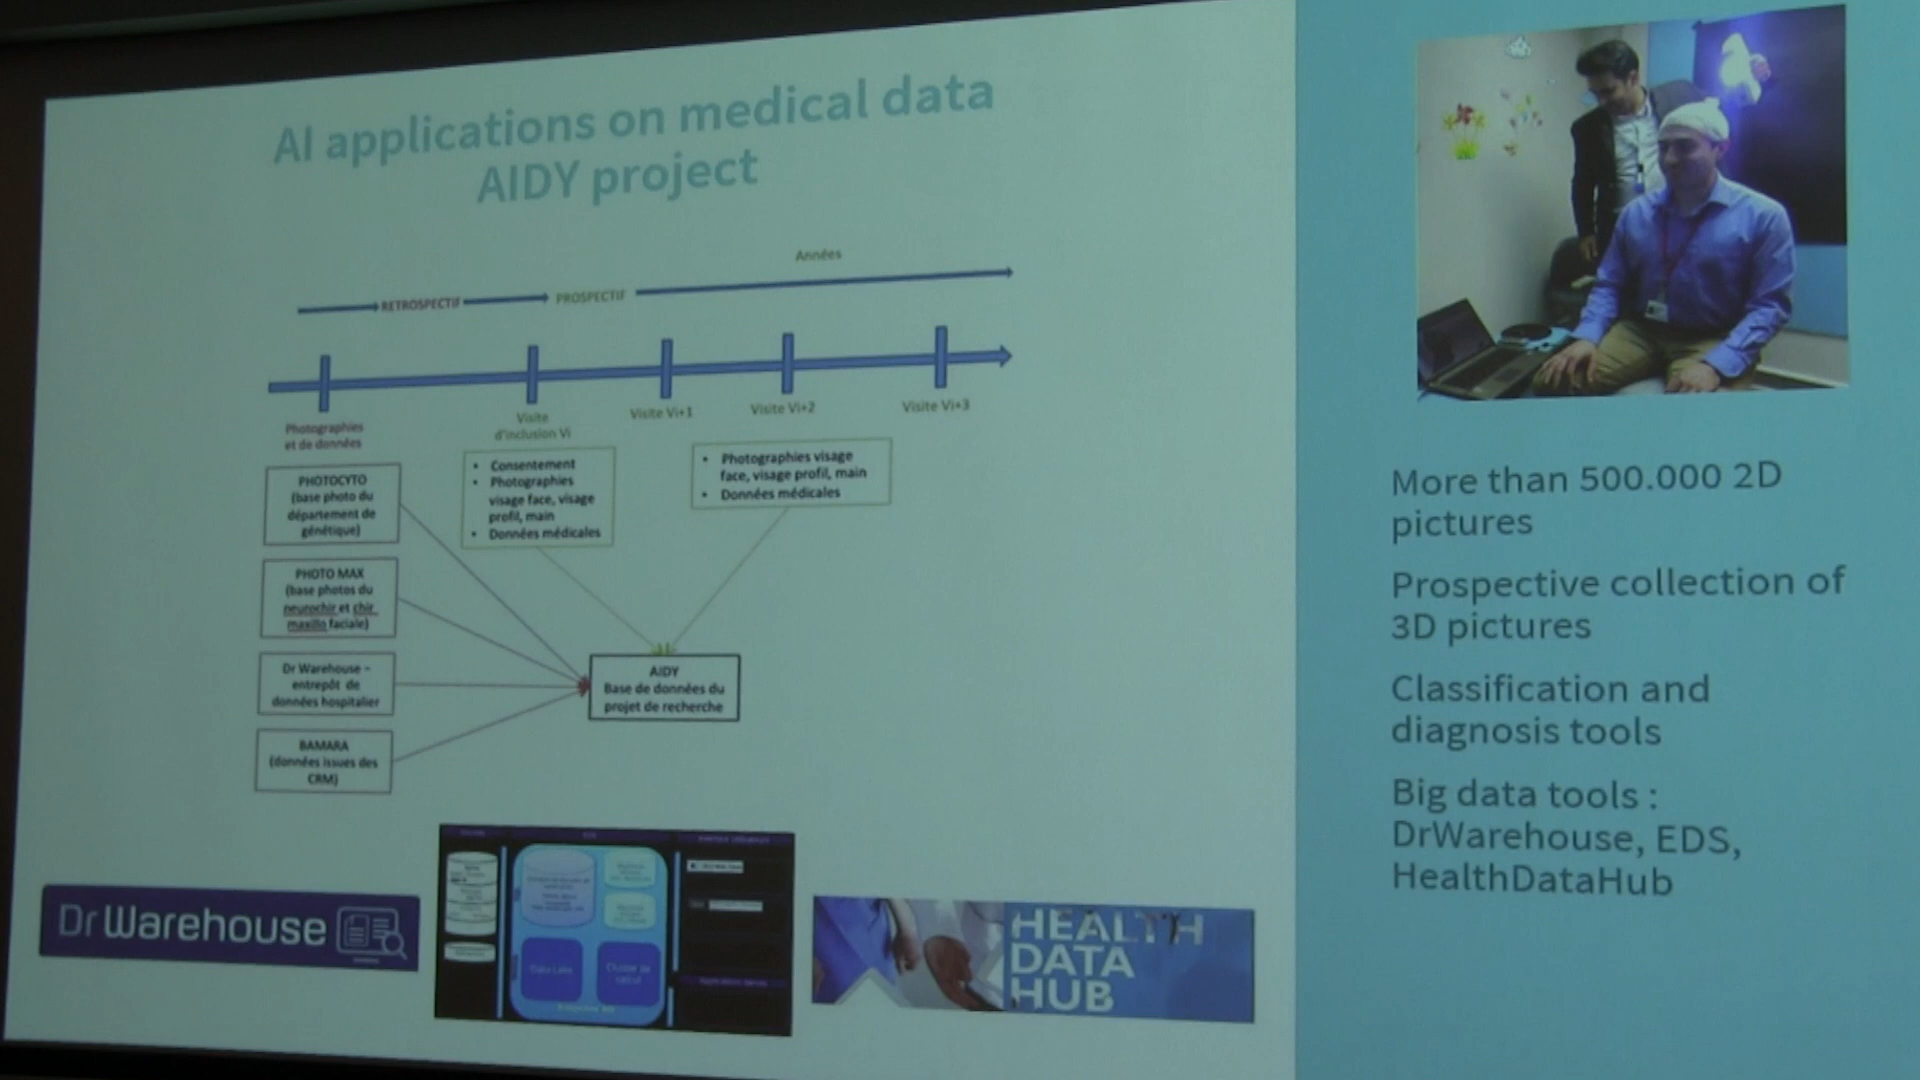 AI applications on medical data
AIDY project
Années
RETROSPECTIF
PROSPECTIF
Photographies
et de données
Visite
d'inclusion Vi
Visite Vi+1
Visite Vi+2
Visite Vi+3
PHOTOCYTO
(base photo du
département de
génétique)
PHOTO MAX
(base photos du
neurochir et chir
maxillo faciale)
Dr Warehouse –
entrepôt de
données hospitalier
BAMARA
(données issues des
CRM)
• Consentement
• Photographies
visage face, visage
profil, main
• Données médicales
• Photographies visage
face, visage profil, main
• Données médicales
AIDY
Base de données du
projet de recherche
Dr Warehouse
Data Lake
HEALTH
DATA
HUB
More than 500.000 2D
pictures
Prospective collection of
3D pictures
Classification and
diagnosis tools
Big data tools :
DrWarehouse, EDS,
HealthDataHub